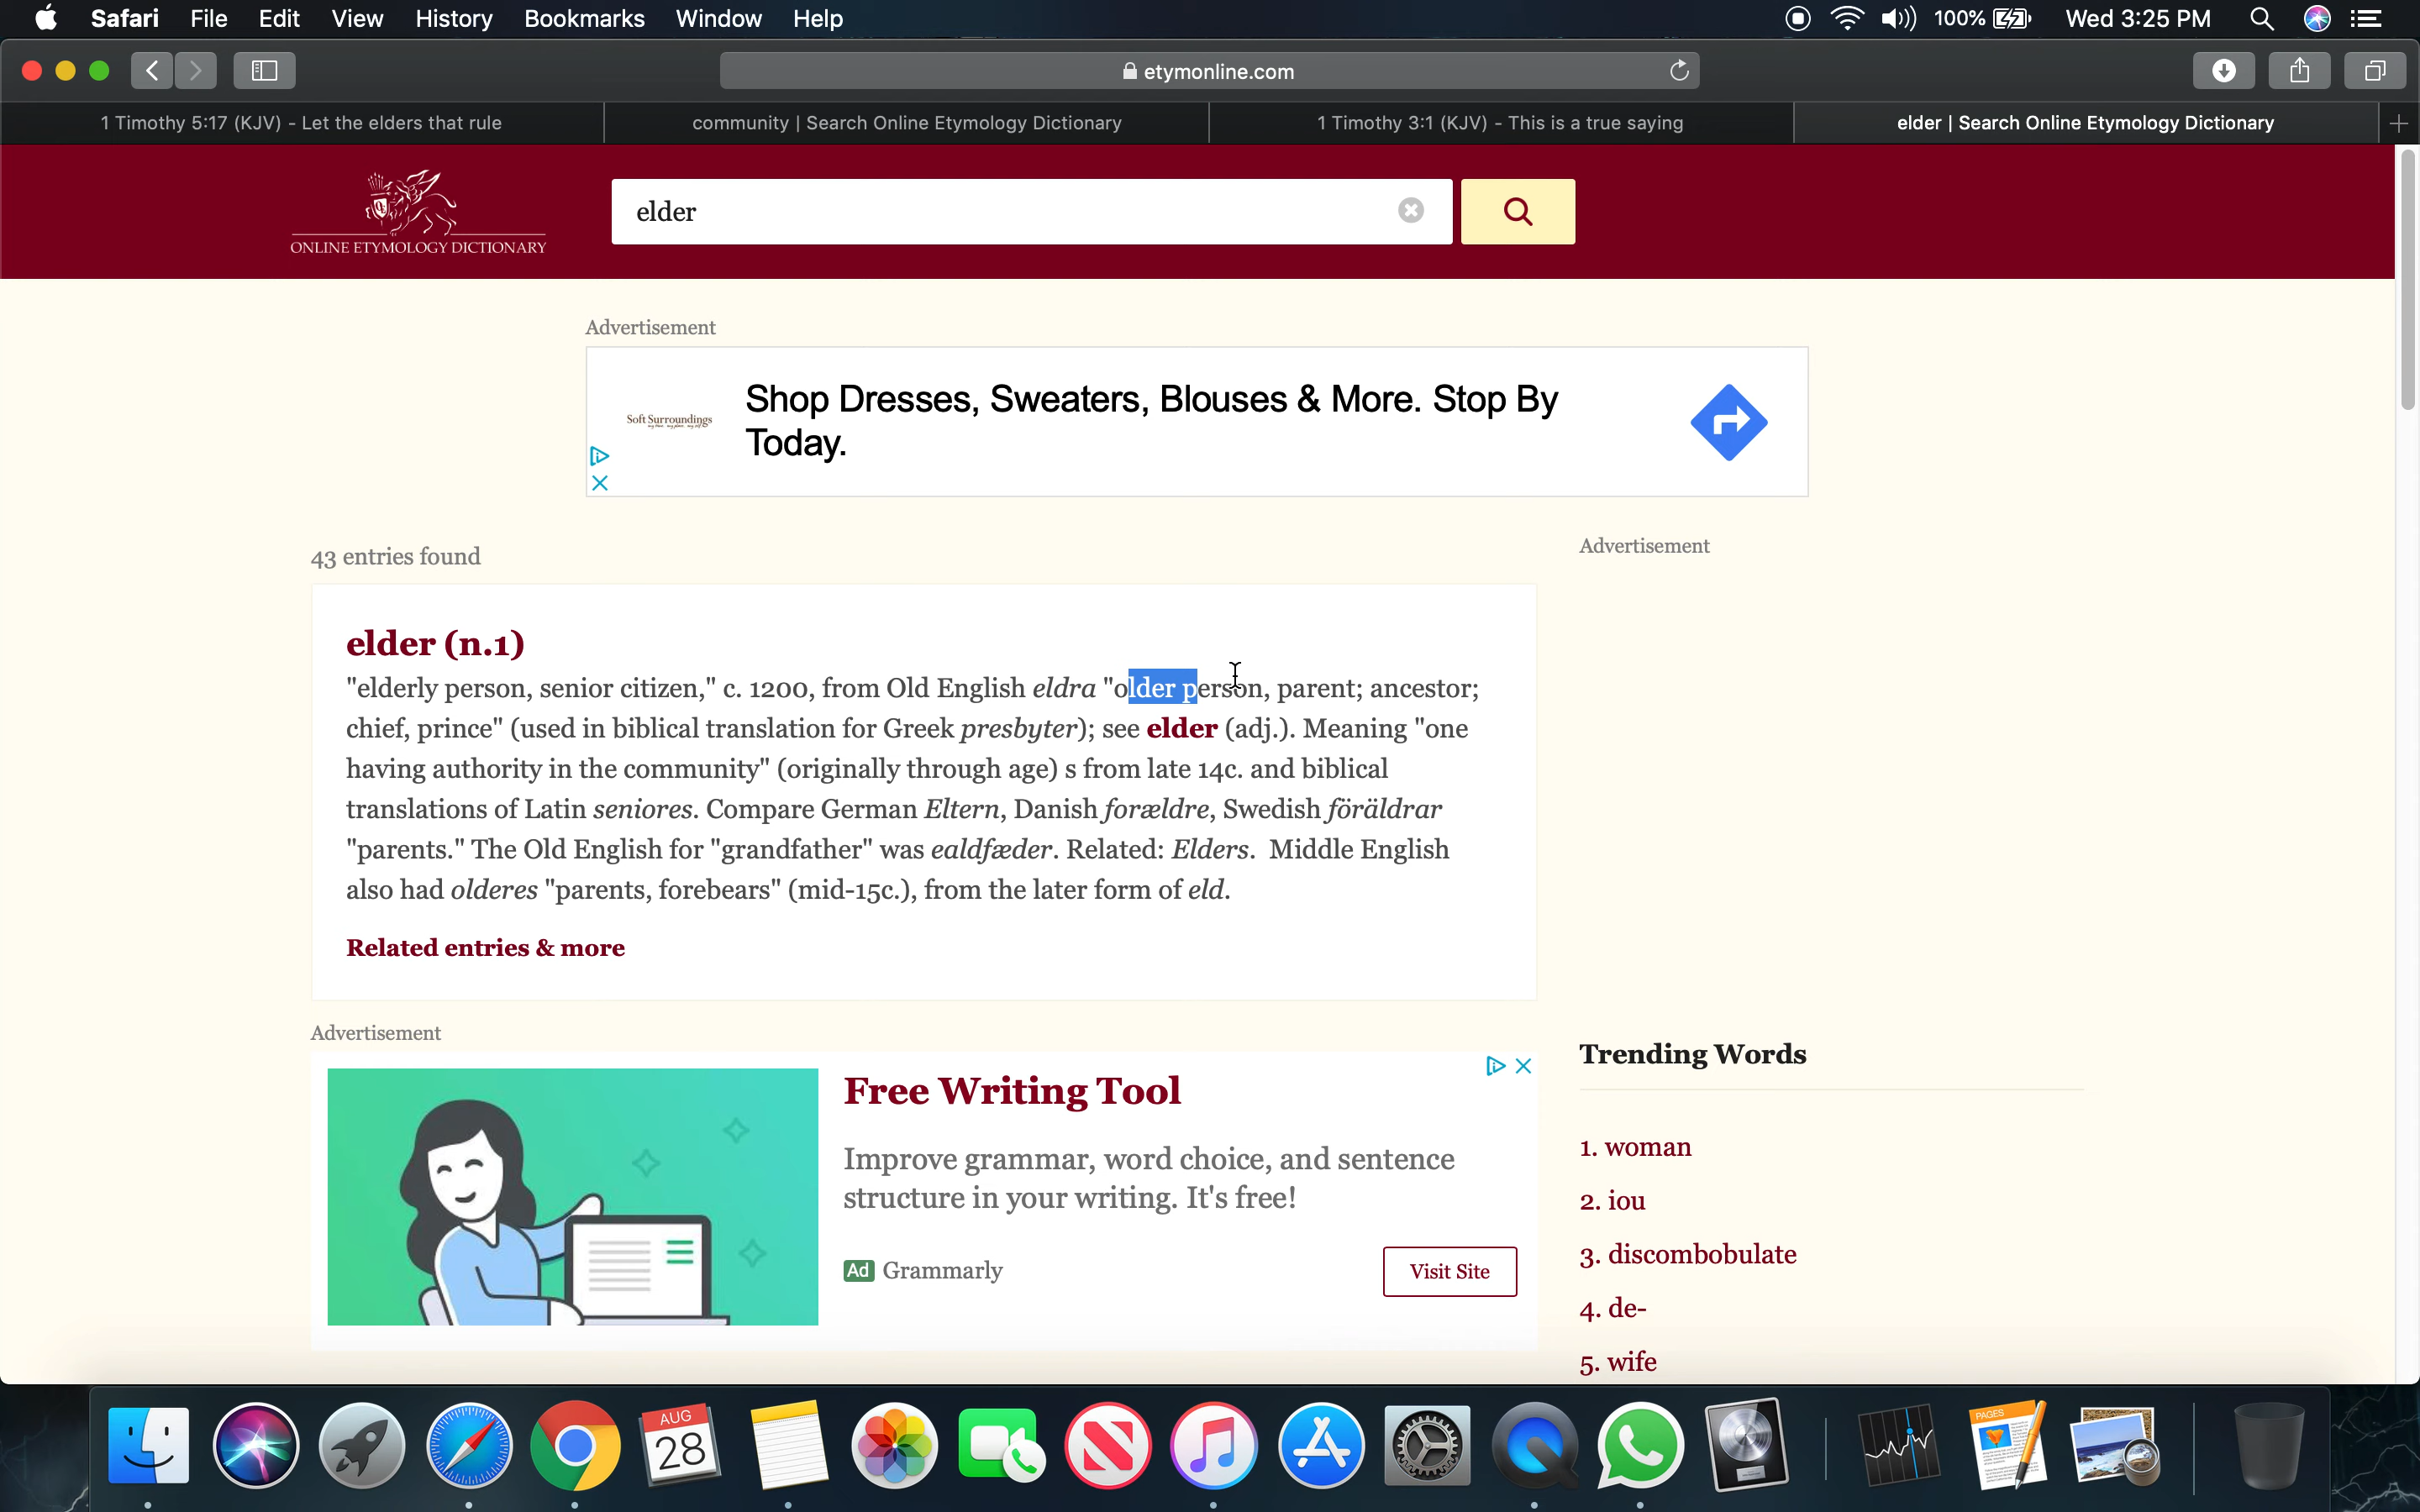 Safari File Edit View History Bookmarks Window Help 100% Wed 3:25 PM
etymonline.com
1 Timothy 5:17 (KJV) - Let the elders that rule
community | Search Online Etymology Dictionary
1 Timothy 3:1 (KJV) - This is a true saying
elder | Search Online Etymology Dictionary
ONLINE ETYMOLOGY DICTIONARY
elder
Advertisement
Soft Surroundings
Shop Dresses, Sweaters, Blouses & More. Stop By
Today.
43 entries found
Advertisement
elder (n.1)
"elderly person, senior citizen," c. 1200, from Old English eldra "older person, parent; ancestor;
chief, prince" (used in biblical translation for Greek presbyter); see elder (adj.). Meaning "one
having authority in the community" (originally through age) s from late 14c. and biblical
translations of Latin seniores. Compare German Eltern, Danish forældre, Swedish föräldrar
"parents." The Old English for "grandfather" was ealdfæder. Related: Elders. Middle English
also had olderes "parents, forebears" (mid-15c.), from the later form of eld.
Related entries & more
Advertisement
Free Writing Tool
Improve grammar, word choice, and sentence
structure in your writing. It's free!
Ad Grammarly
Visit Site
Trending Words
1. woman
2. iou
3. discombobulate
4. de-
5. wife
AUG
28
PAGES